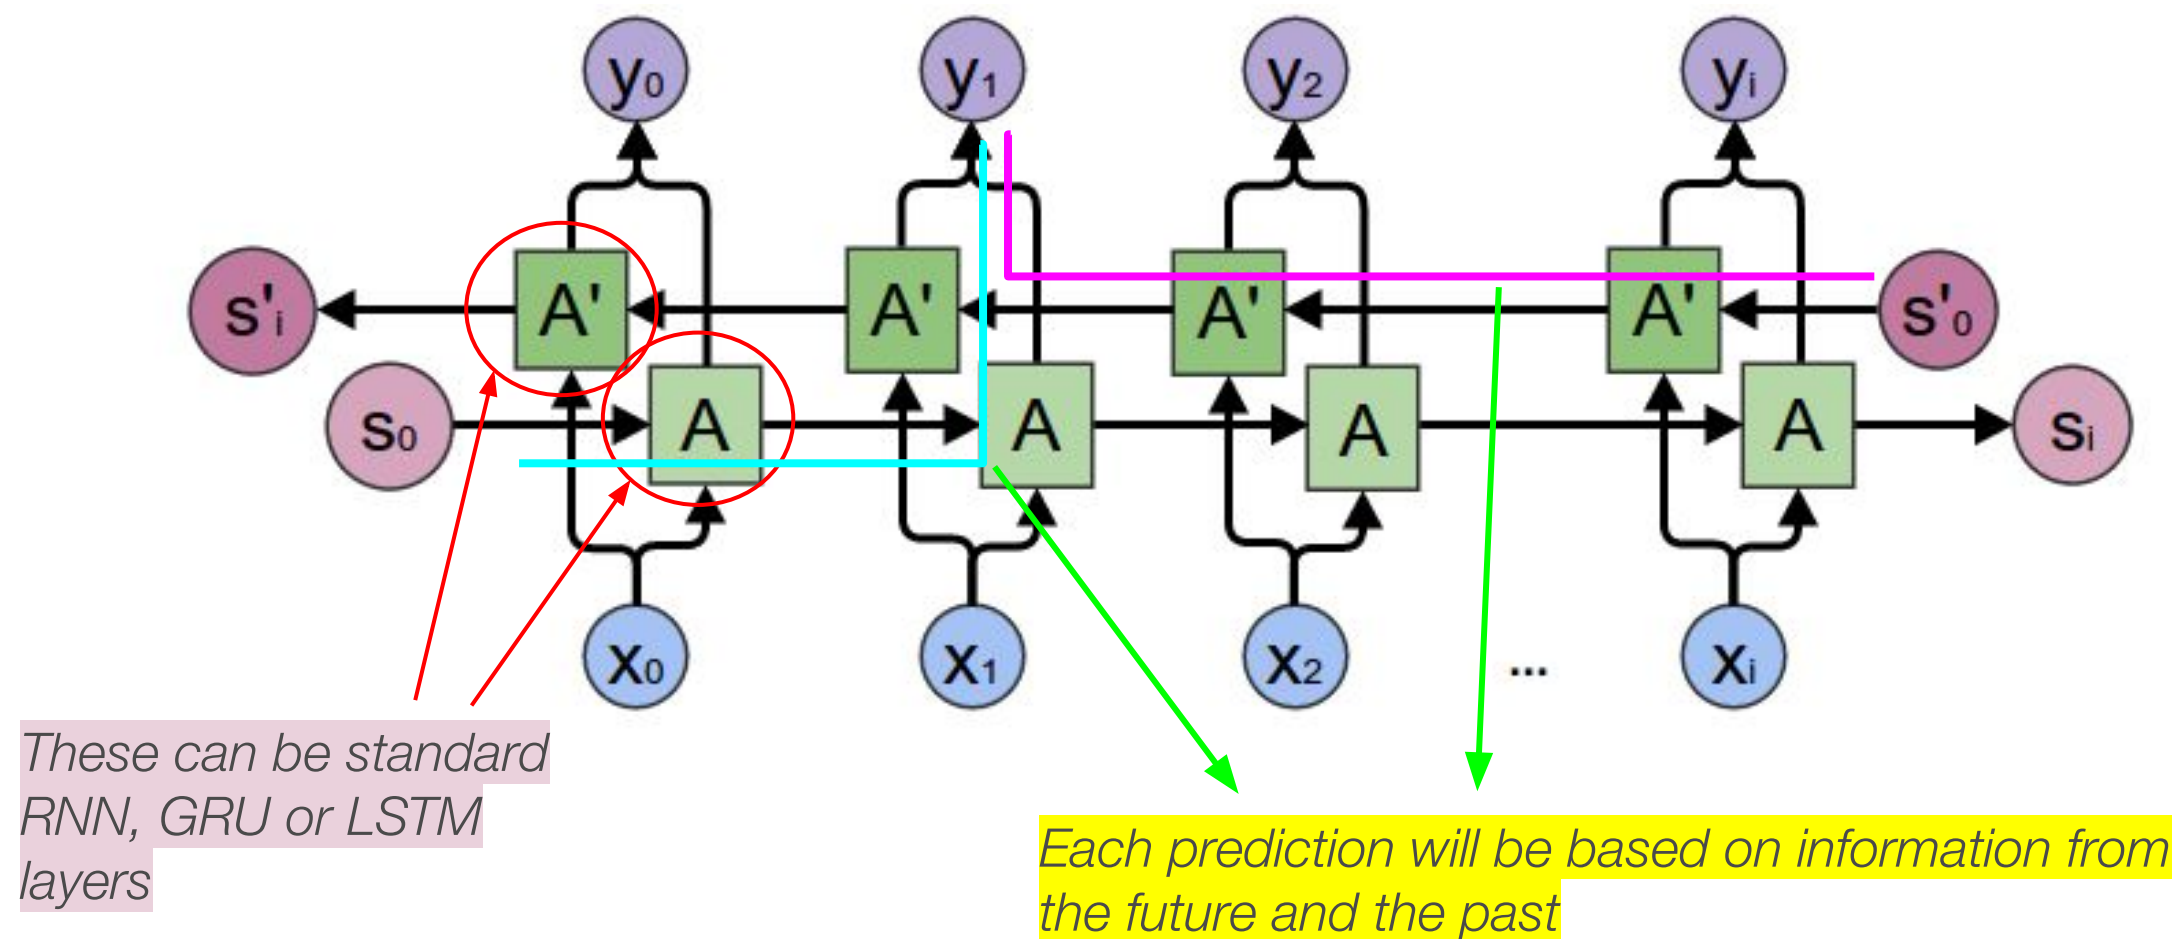 y0 y1 y2 yi
s'i A' A' A' A' s'0
s0 A A A A si
x0 x1 x2 ... xi
These can be standard
RNN, GRU or LSTM
layers
Each prediction will be based on information from
the future and the past